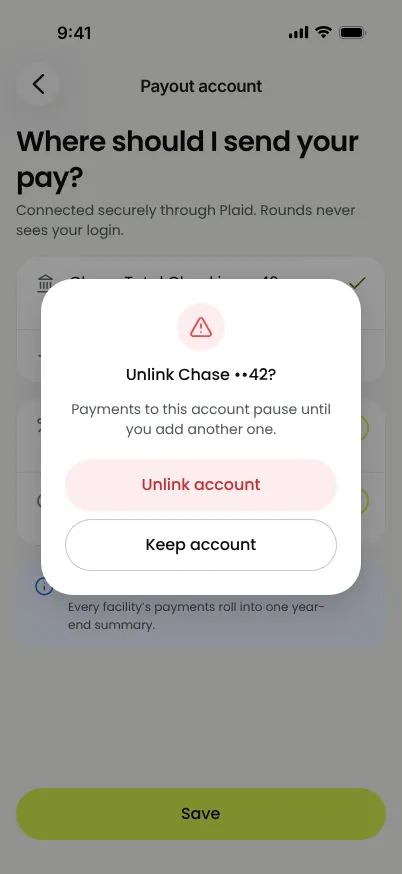 9:41
Payout account
Where should I send your
pay?
Connected securely through Plaid. Rounds never
sees your login.
Unlink Chase ••42?
Payments to this account pause until
you add another one.
Unlink account
Keep account
Every facility’s payments roll into one year-
end summary.
Save